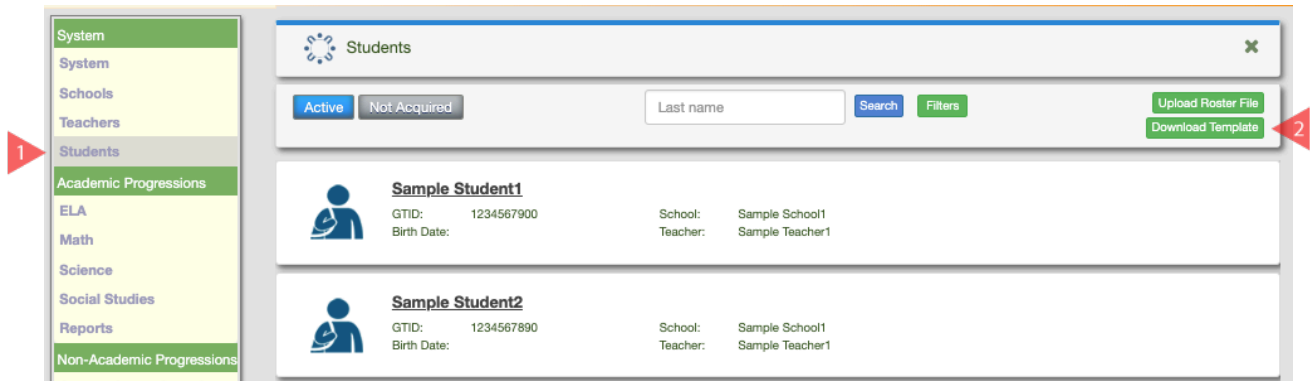 System
System
Schools
Teachers
1
Students
Academic Progressions
ELA
Math
Science
Social Studies
Reports
Non-Academic Progressions
Students
Active Not Acquired Last name Search Filters Upload Roster File
Download Template 2
Sample Student1
GTID: 1234567900 School: Sample School1
Birth Date: Teacher: Sample Teacher1
Sample Student2
GTID: 1234567890 School: Sample School1
Birth Date: Teacher: Sample Teacher1